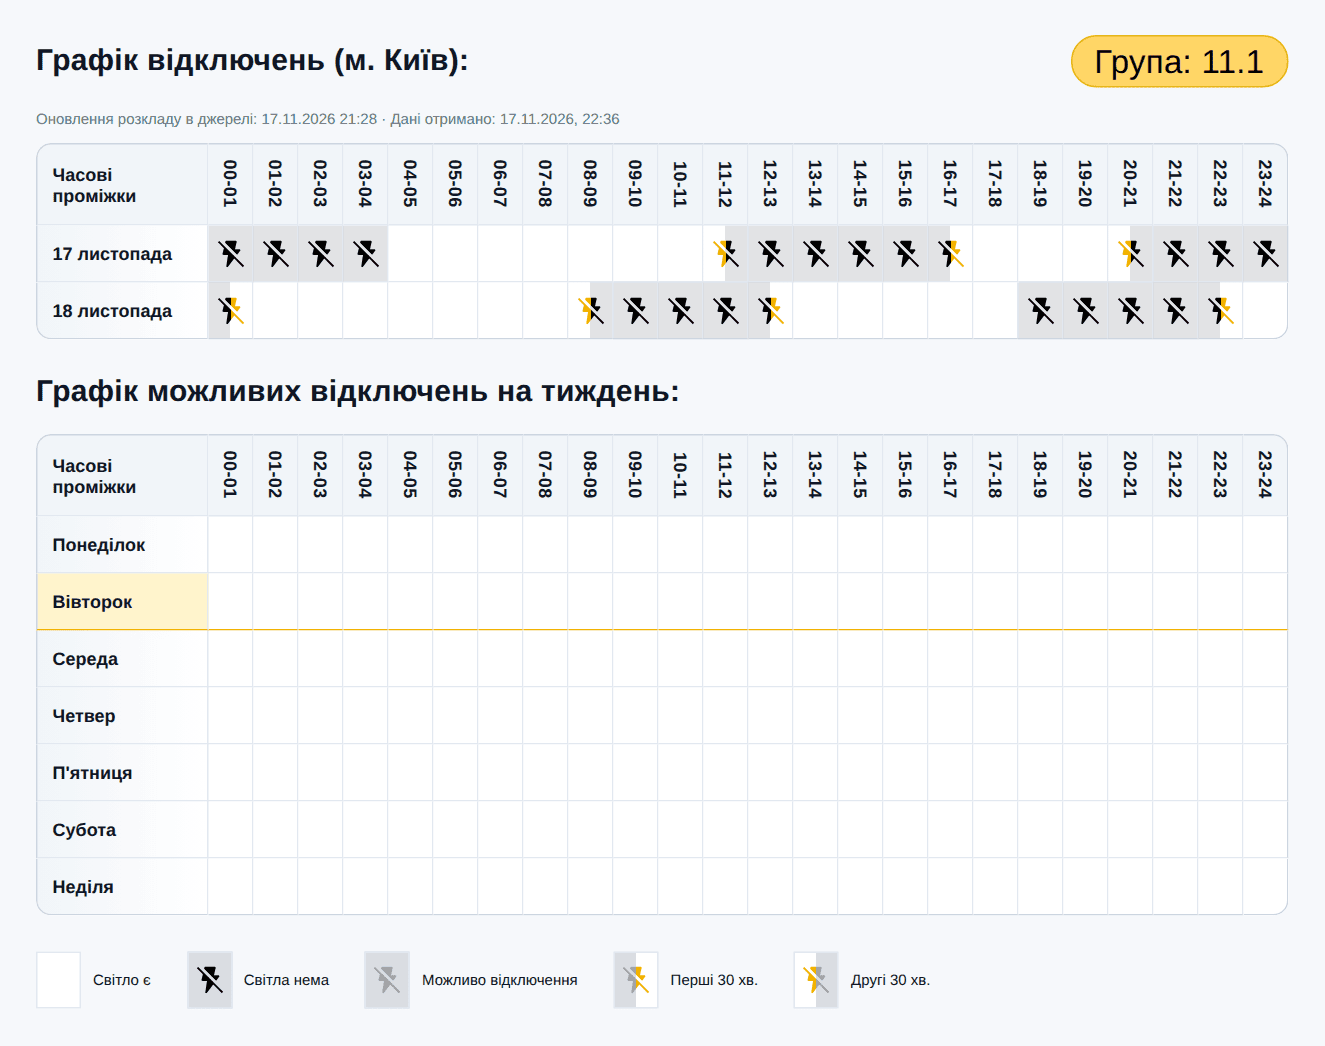 Графік відключень (м. Київ):
Група: 11.1
Оновлення розкладу в джерелі: 17.11.2026 21:28 · Дані отримано: 17.11.2026, 22:36
Часові проміжки 00-01 01-02 02-03 03-04 04-05 05-06 06-07 07-08 08-09 09-10 10-11 11-12 12-13 13-14 14-15 15-16 16-17 17-18 18-19 19-20 20-21 21-22 22-23 23-24
17 листопада
18 листопада
Графік можливих відключень на тиждень:
Часові проміжки 00-01 01-02 02-03 03-04 04-05 05-06 06-07 07-08 08-09 09-10 10-11 11-12 12-13 13-14 14-15 15-16 16-17 17-18 18-19 19-20 20-21 21-22 22-23 23-24
Понеділок
Вівторок
Середа
Четвер
П'ятниця
Субота
Неділя
Світло є Світла нема Можливо відключення Перші 30 хв. Другі 30 хв.